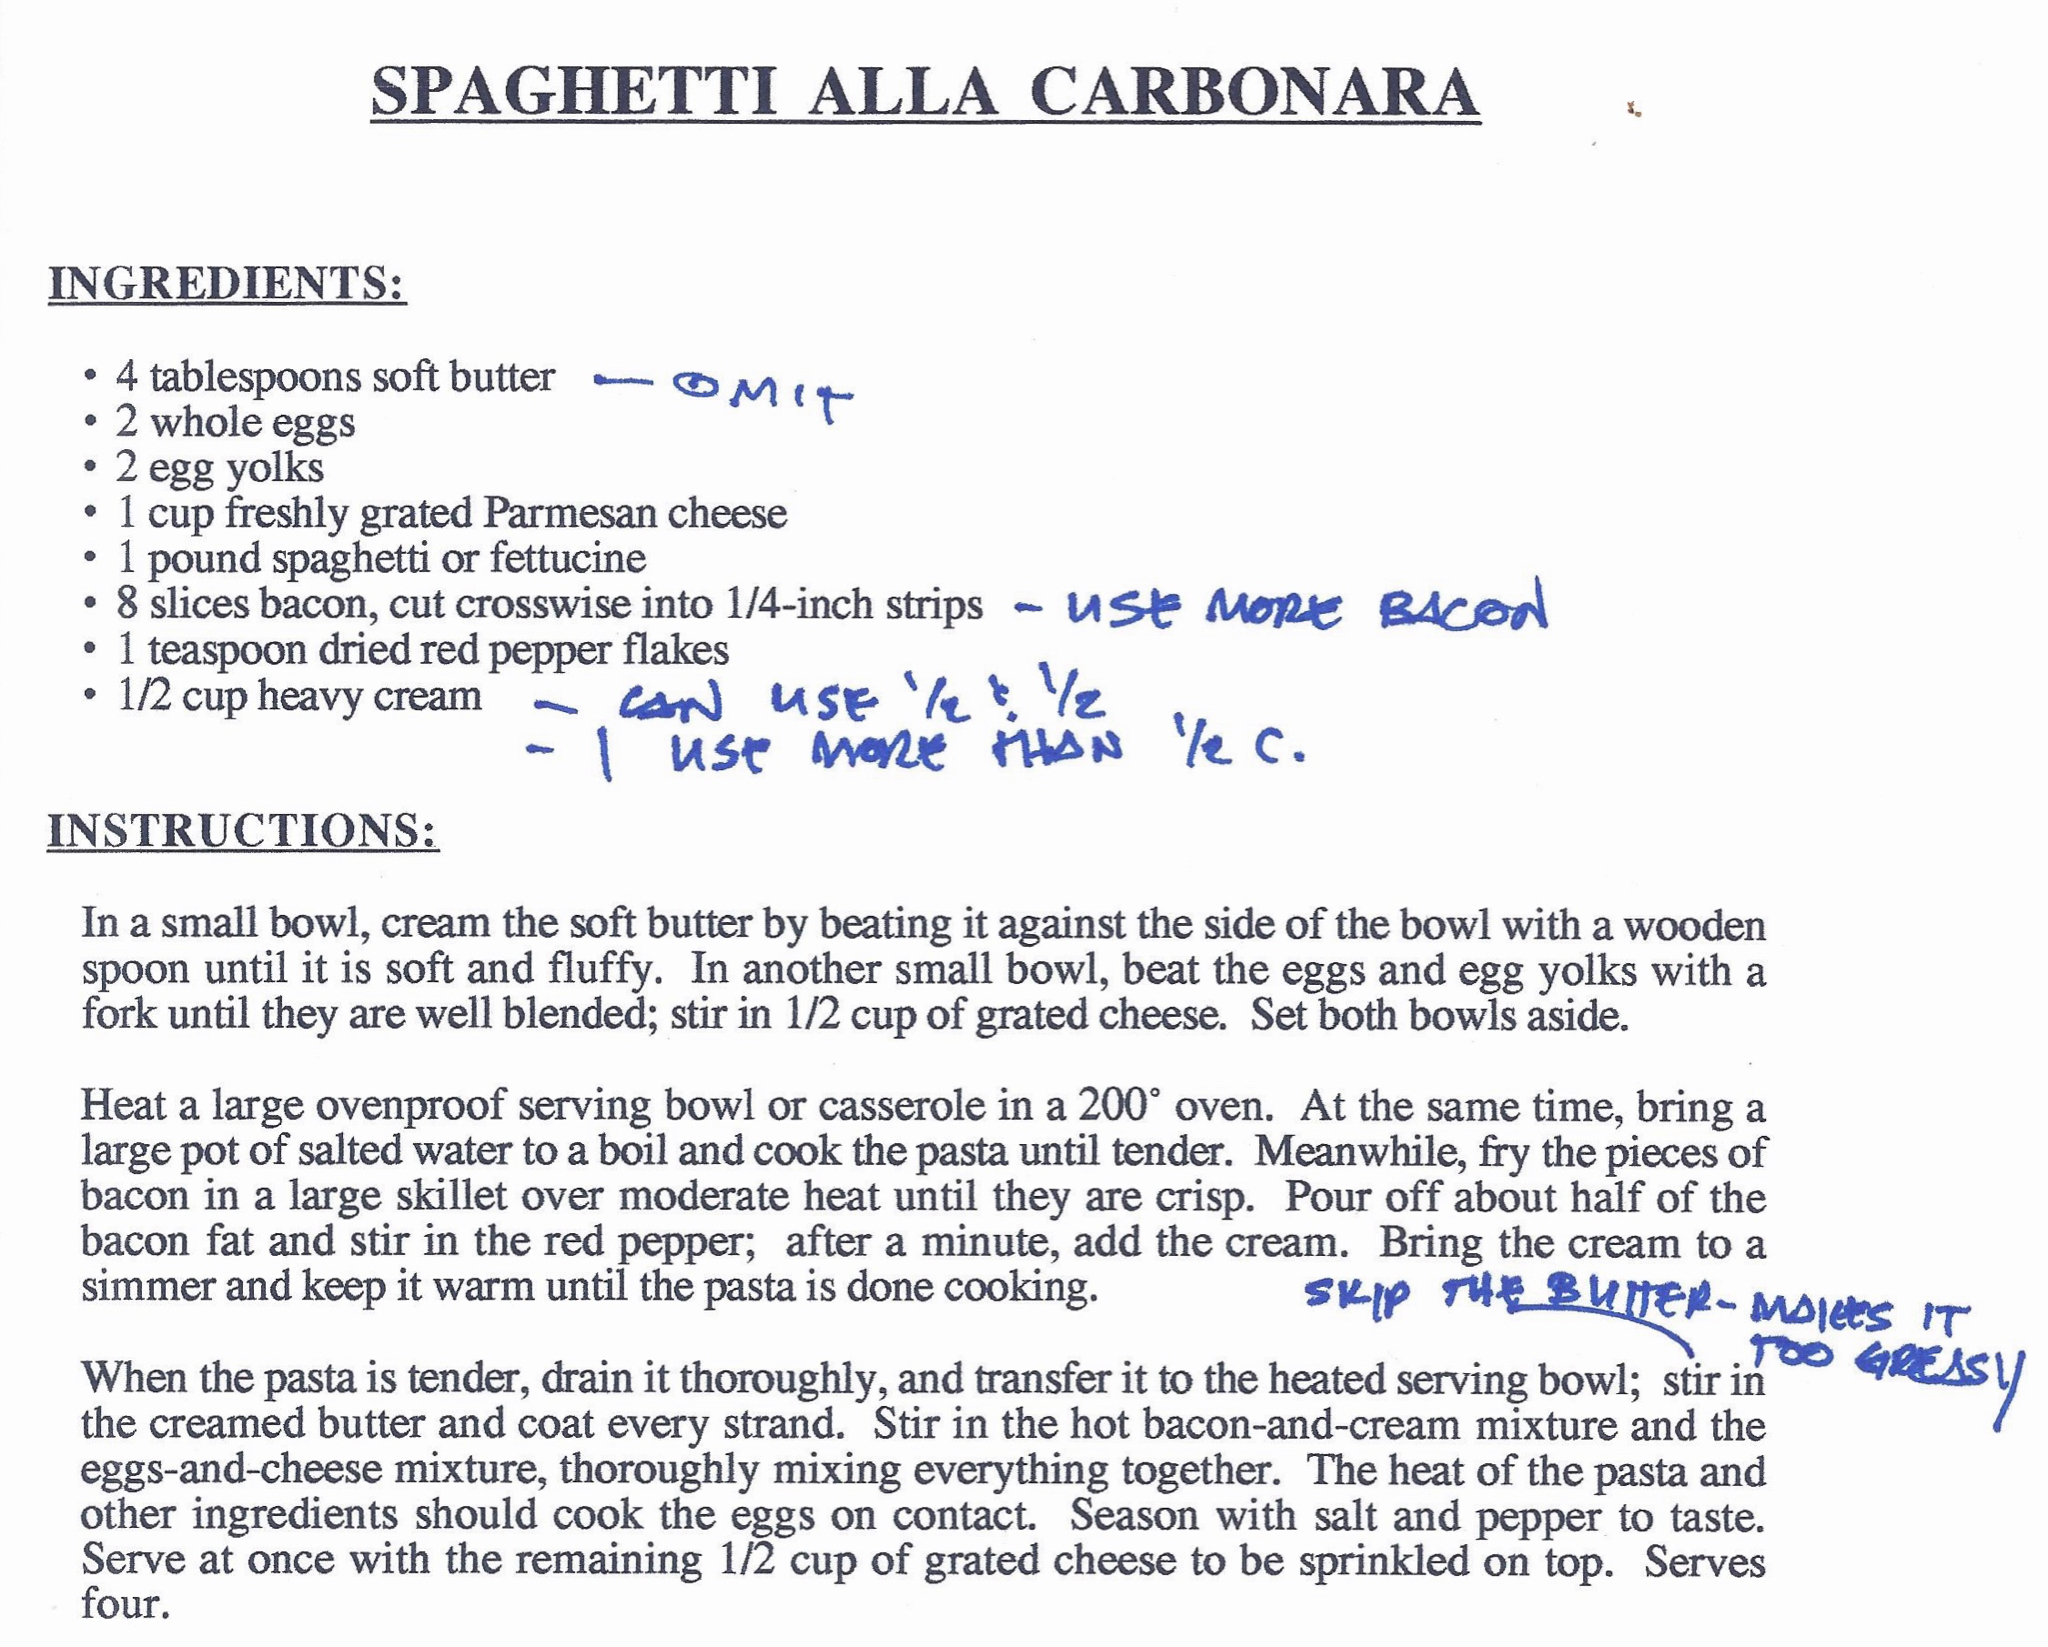 SPAGHETTI ALLA CARBONARA
INGREDIENTS:
• 4 tablespoons soft butter — OMIT
• 2 whole eggs
• 2 egg yolks
• 1 cup freshly grated Parmesan cheese
• 1 pound spaghetti or fettucine
• 8 slices bacon, cut crosswise into 1/4-inch strips - USE MORE BACON
• 1 teaspoon dried red pepper flakes
• 1/2 cup heavy cream - CAN USE 1/2 & 1/2
- I USE MORE THAN 1/2 C.
INSTRUCTIONS:
In a small bowl, cream the soft butter by beating it against the side of the bowl with a wooden
spoon until it is soft and fluffy. In another small bowl, beat the eggs and egg yolks with a
fork until they are well blended; stir in 1/2 cup of grated cheese. Set both bowls aside.
Heat a large ovenproof serving bowl or casserole in a 200° oven. At the same time, bring a
large pot of salted water to a boil and cook the pasta until tender. Meanwhile, fry the pieces of
bacon in a large skillet over moderate heat until they are crisp. Pour off about half of the
bacon fat and stir in the red pepper; after a minute, add the cream. Bring the cream to a
simmer and keep it warm until the pasta is done cooking.
SKIP THE BUTTER - MAKES IT
TOO GREASY
When the pasta is tender, drain it thoroughly, and transfer it to the heated serving bowl; stir in
the creamed butter and coat every strand. Stir in the hot bacon-and-cream mixture and the
eggs-and-cheese mixture, thoroughly mixing everything together. The heat of the pasta and
other ingredients should cook the eggs on contact. Season with salt and pepper to taste.
Serve at once with the remaining 1/2 cup of grated cheese to be sprinkled on top. Serves
four.